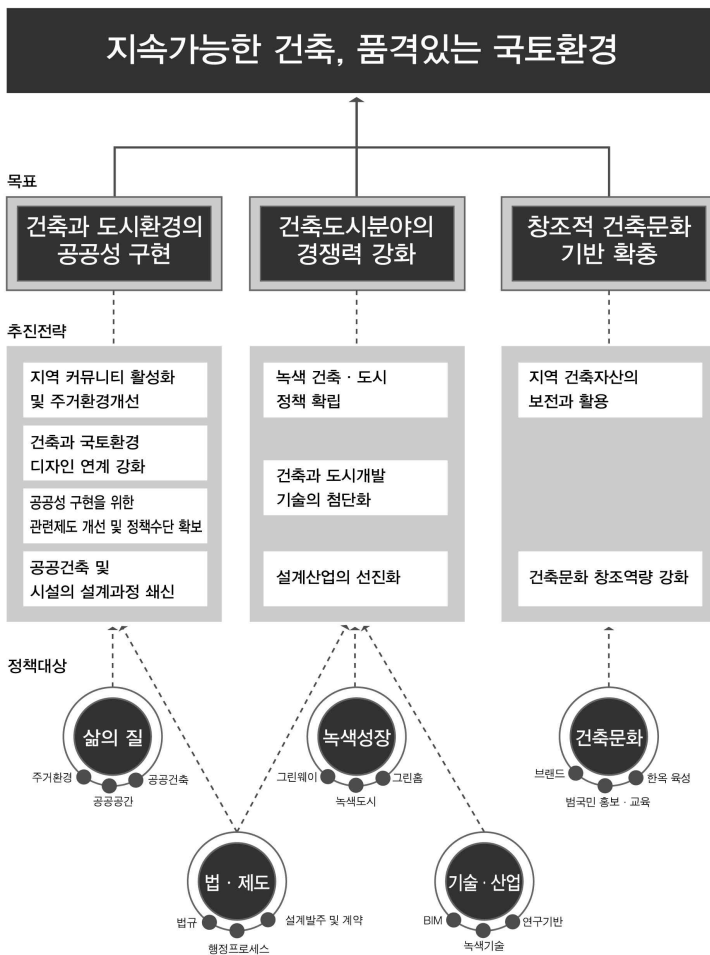 지속가능한 건축, 품격있는 국토환경
목표
건축과 도시환경의
공공성 구현
건축도시분야의
경쟁력 강화
창조적 건축문화
기반 확충
추진전략
지역 커뮤니티 활성화
및 주거환경개선
건축과 국토환경
디자인 연계 강화
공공성 구현을 위한
관련제도 개선 및 정책수단 확보
공공건축 및
시설의 설계과정 쇄신
녹색 건축 · 도시
정책 확립
건축과 도시개발
기술의 첨단화
설계산업의 선진화
지역 건축자산의
보전과 활용
건축문화 창조역량 강화
정책대상
삶의 질
주거환경
공공공간
공공건축
녹색성장
그린웨이
녹색도시
그린홈
건축문화
브랜드
범국민 홍보 · 교육
한옥 육성
법 · 제도
법규
행정프로세스
설계발주 및 계약
기술 · 산업
BIM
녹색기술
연구기반